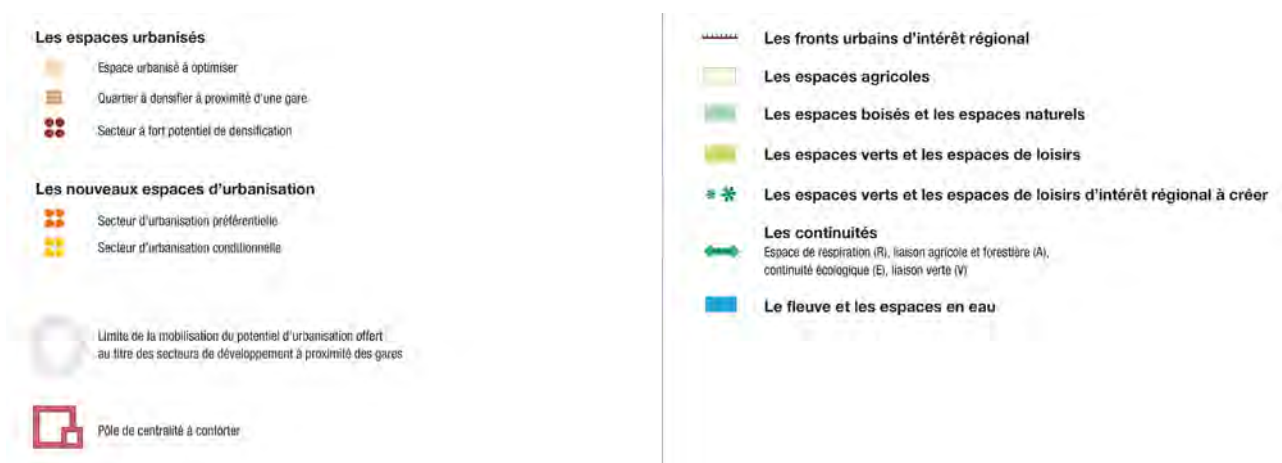 Les espaces urbanisés
Espace urbanisé à optimiser
Quartier à densifier à proximité d'une gare
Secteur à fort potentiel de densification
Les nouveaux espaces d'urbanisation
Secteur d'urbanisation préférentielle
Secteur d'urbanisation conditionnelle
Limite de la mobilisation du potentiel d'urbanisation offert
au titre des secteurs de développement à proximité des gares
Pôle de centralité à conforter
Les fronts urbains d'intérêt régional
Les espaces agricoles
Les espaces boisés et les espaces naturels
Les espaces verts et les espaces de loisirs
Les espaces verts et les espaces de loisirs d'intérêt régional à créer
Les continuités
Espace de respiration (R), liaison agricole et forestière (A),
continuité écologique (E), liaison verte (V)
Le fleuve et les espaces en eau